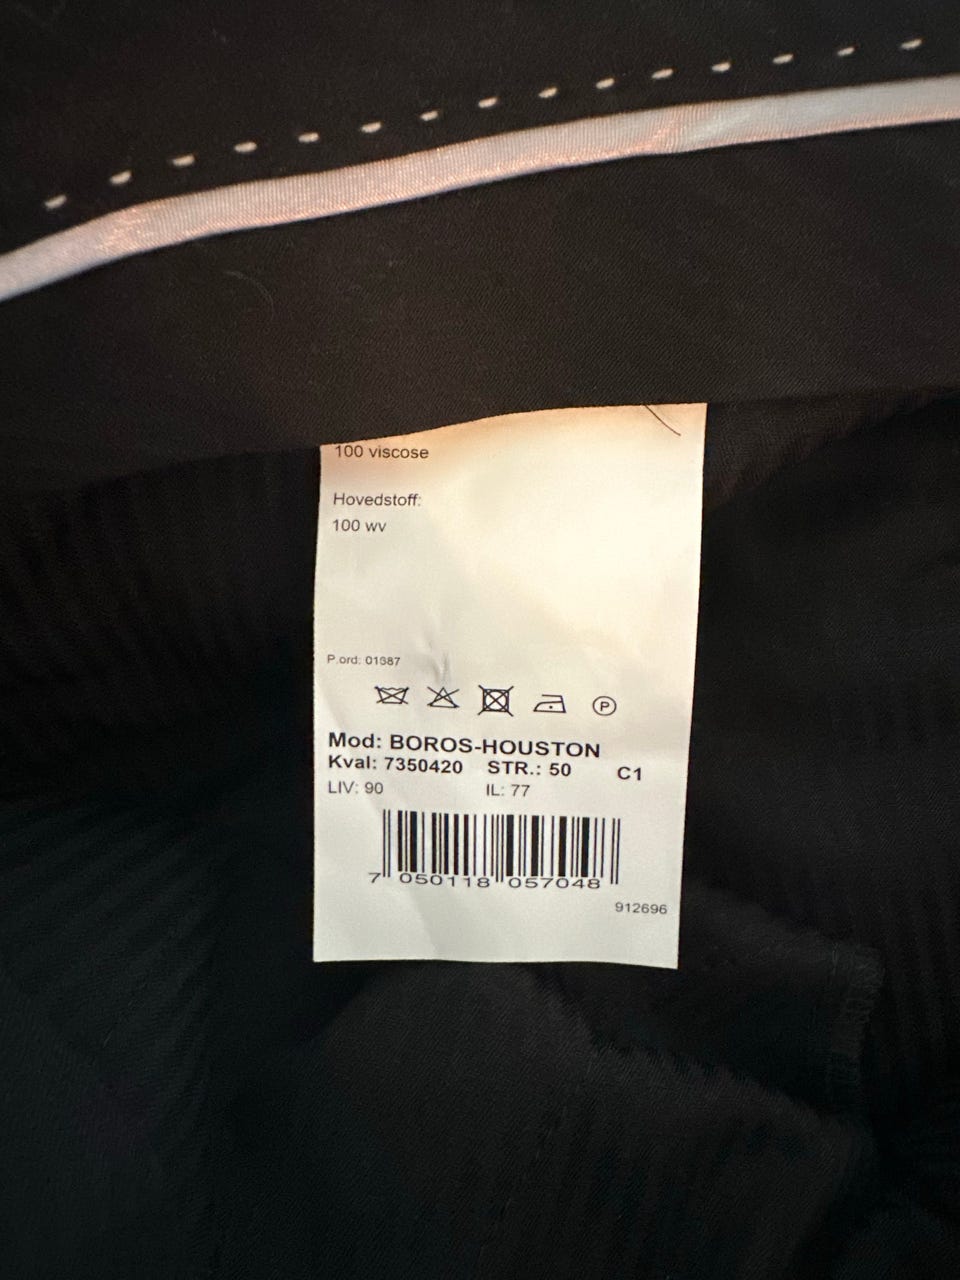 100 viscose
Hovedstoff:
100 wv
P.ord: 01987
P
Mod: BOROS-HOUSTON
Kval: 7350420 STR.: 50 C1
LIV: 90 IL: 77
7 050118 057048
912696